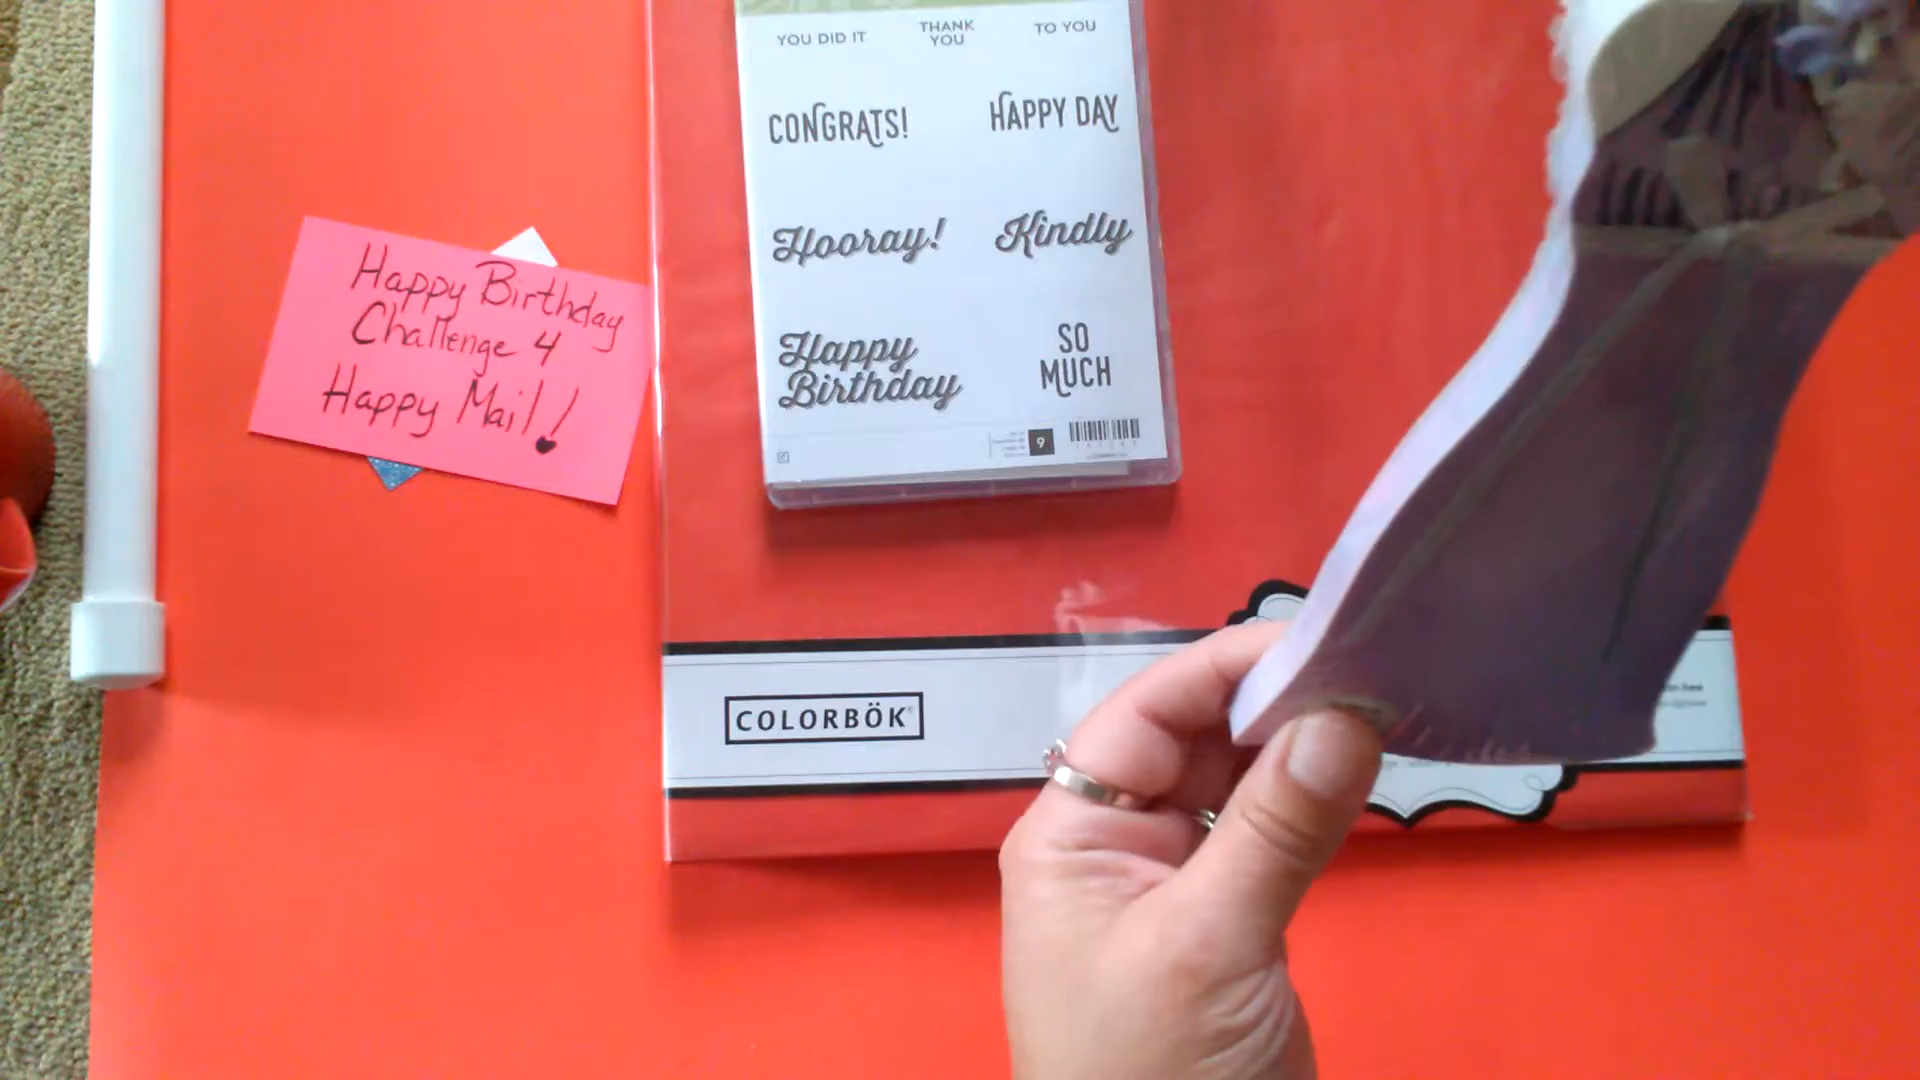 YOU DID IT
THANK
YOU
TO YOU
CONGRATS!
HAPPY DAY
Hooray!
Kindly
Happy
Birthday
SO
MUCH
9
Happy Birthday
Challenge 4
Happy Mail!
COLORBÖK